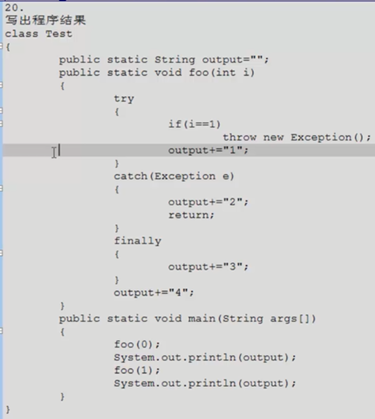 20.
写出程序结果
class Test
{
public static String output="";
public static void foo(int i)
{
try
{
if(i==1)
throw new Exception();
output+="1";
}
catch(Exception e)
{
output+="2";
return;
}
finally
{
output+="3";
}
output+="4";
}
public static void main(String args[])
{
foo(0);
System.out.println(output);
foo(1);
System.out.println(output);
}
}